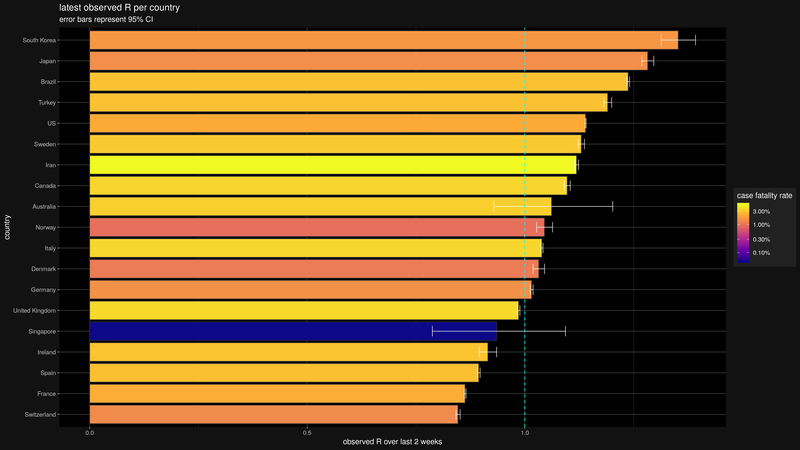 latest observed R per country
error bars represent 95% CI
South Korea
Japan
Brazil
Turkey
US
Sweden
Iran
Canada
Australia
Norway
Italy
Denmark
Germany
United Kingdom
Singapore
Ireland
Spain
France
Switzerland
country
0.0
0.5
1.0
observed R over last 2 weeks
case fatality rate
3.00%
1.00%
0.30%
0.10%